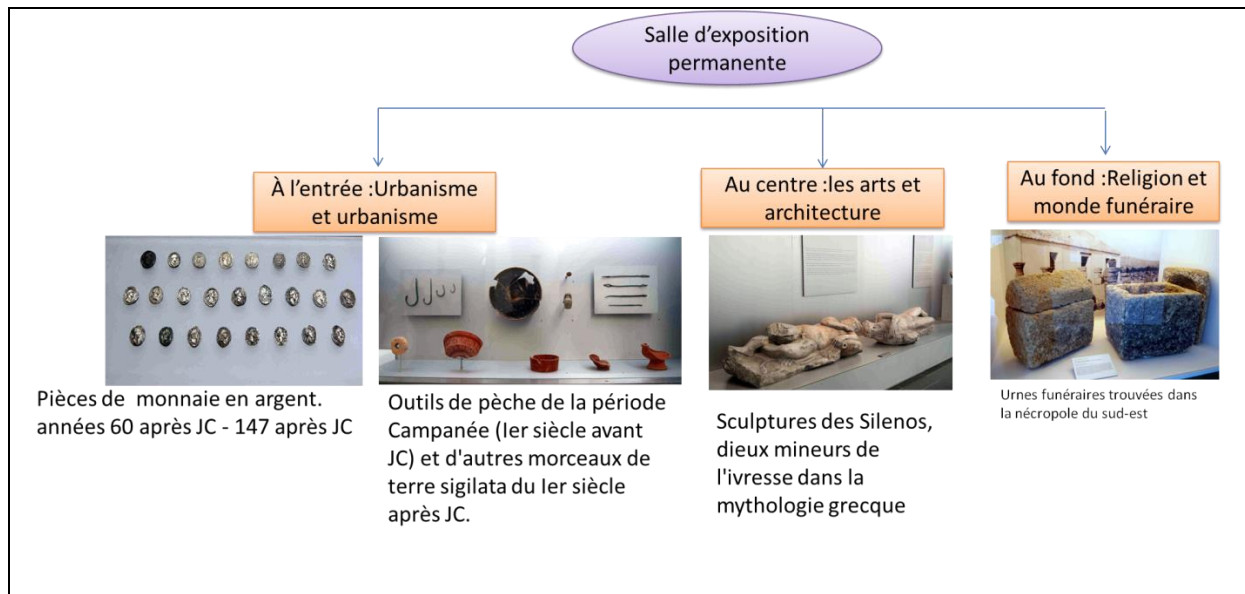 Salle d’exposition
permanente
À l’entrée :Urbanisme
et urbanisme
Pièces de monnaie en argent.
années 60 après JC - 147 après JC
Outils de pèche de la période
Campanée (Ier siècle avant
JC) et d'autres morceaux de
terre sigilata du Ier siècle
après JC.
Au centre :les arts et
architecture
Sculptures des Silenos,
dieux mineurs de
l'ivresse dans la
mythologie grecque
Au fond :Religion et
monde funéraire
Urnes funéraires trouvées dans
la nécropole du sud-est